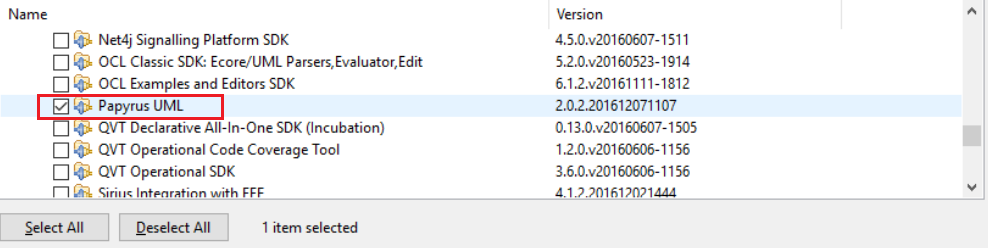 Name Version
Net4j Signalling Platform SDK 4.5.0.v20160607-1511
OCL Classic SDK: Ecore/UML Parsers,Evaluator,Edit 5.2.0.v20160523-1914
OCL Examples and Editors SDK 6.1.2.v20161111-1812
Papyrus UML 2.0.2.201612071107
QVT Declarative All-In-One SDK (Incubation) 0.13.0.v20160607-1505
QVT Operational Code Coverage Tool 1.2.0.v20160606-1156
QVT Operational SDK 3.6.0.v20160606-1156
Sirius Integration with EEF 4.1.2.201612021444
Select All Deselect All 1 item selected